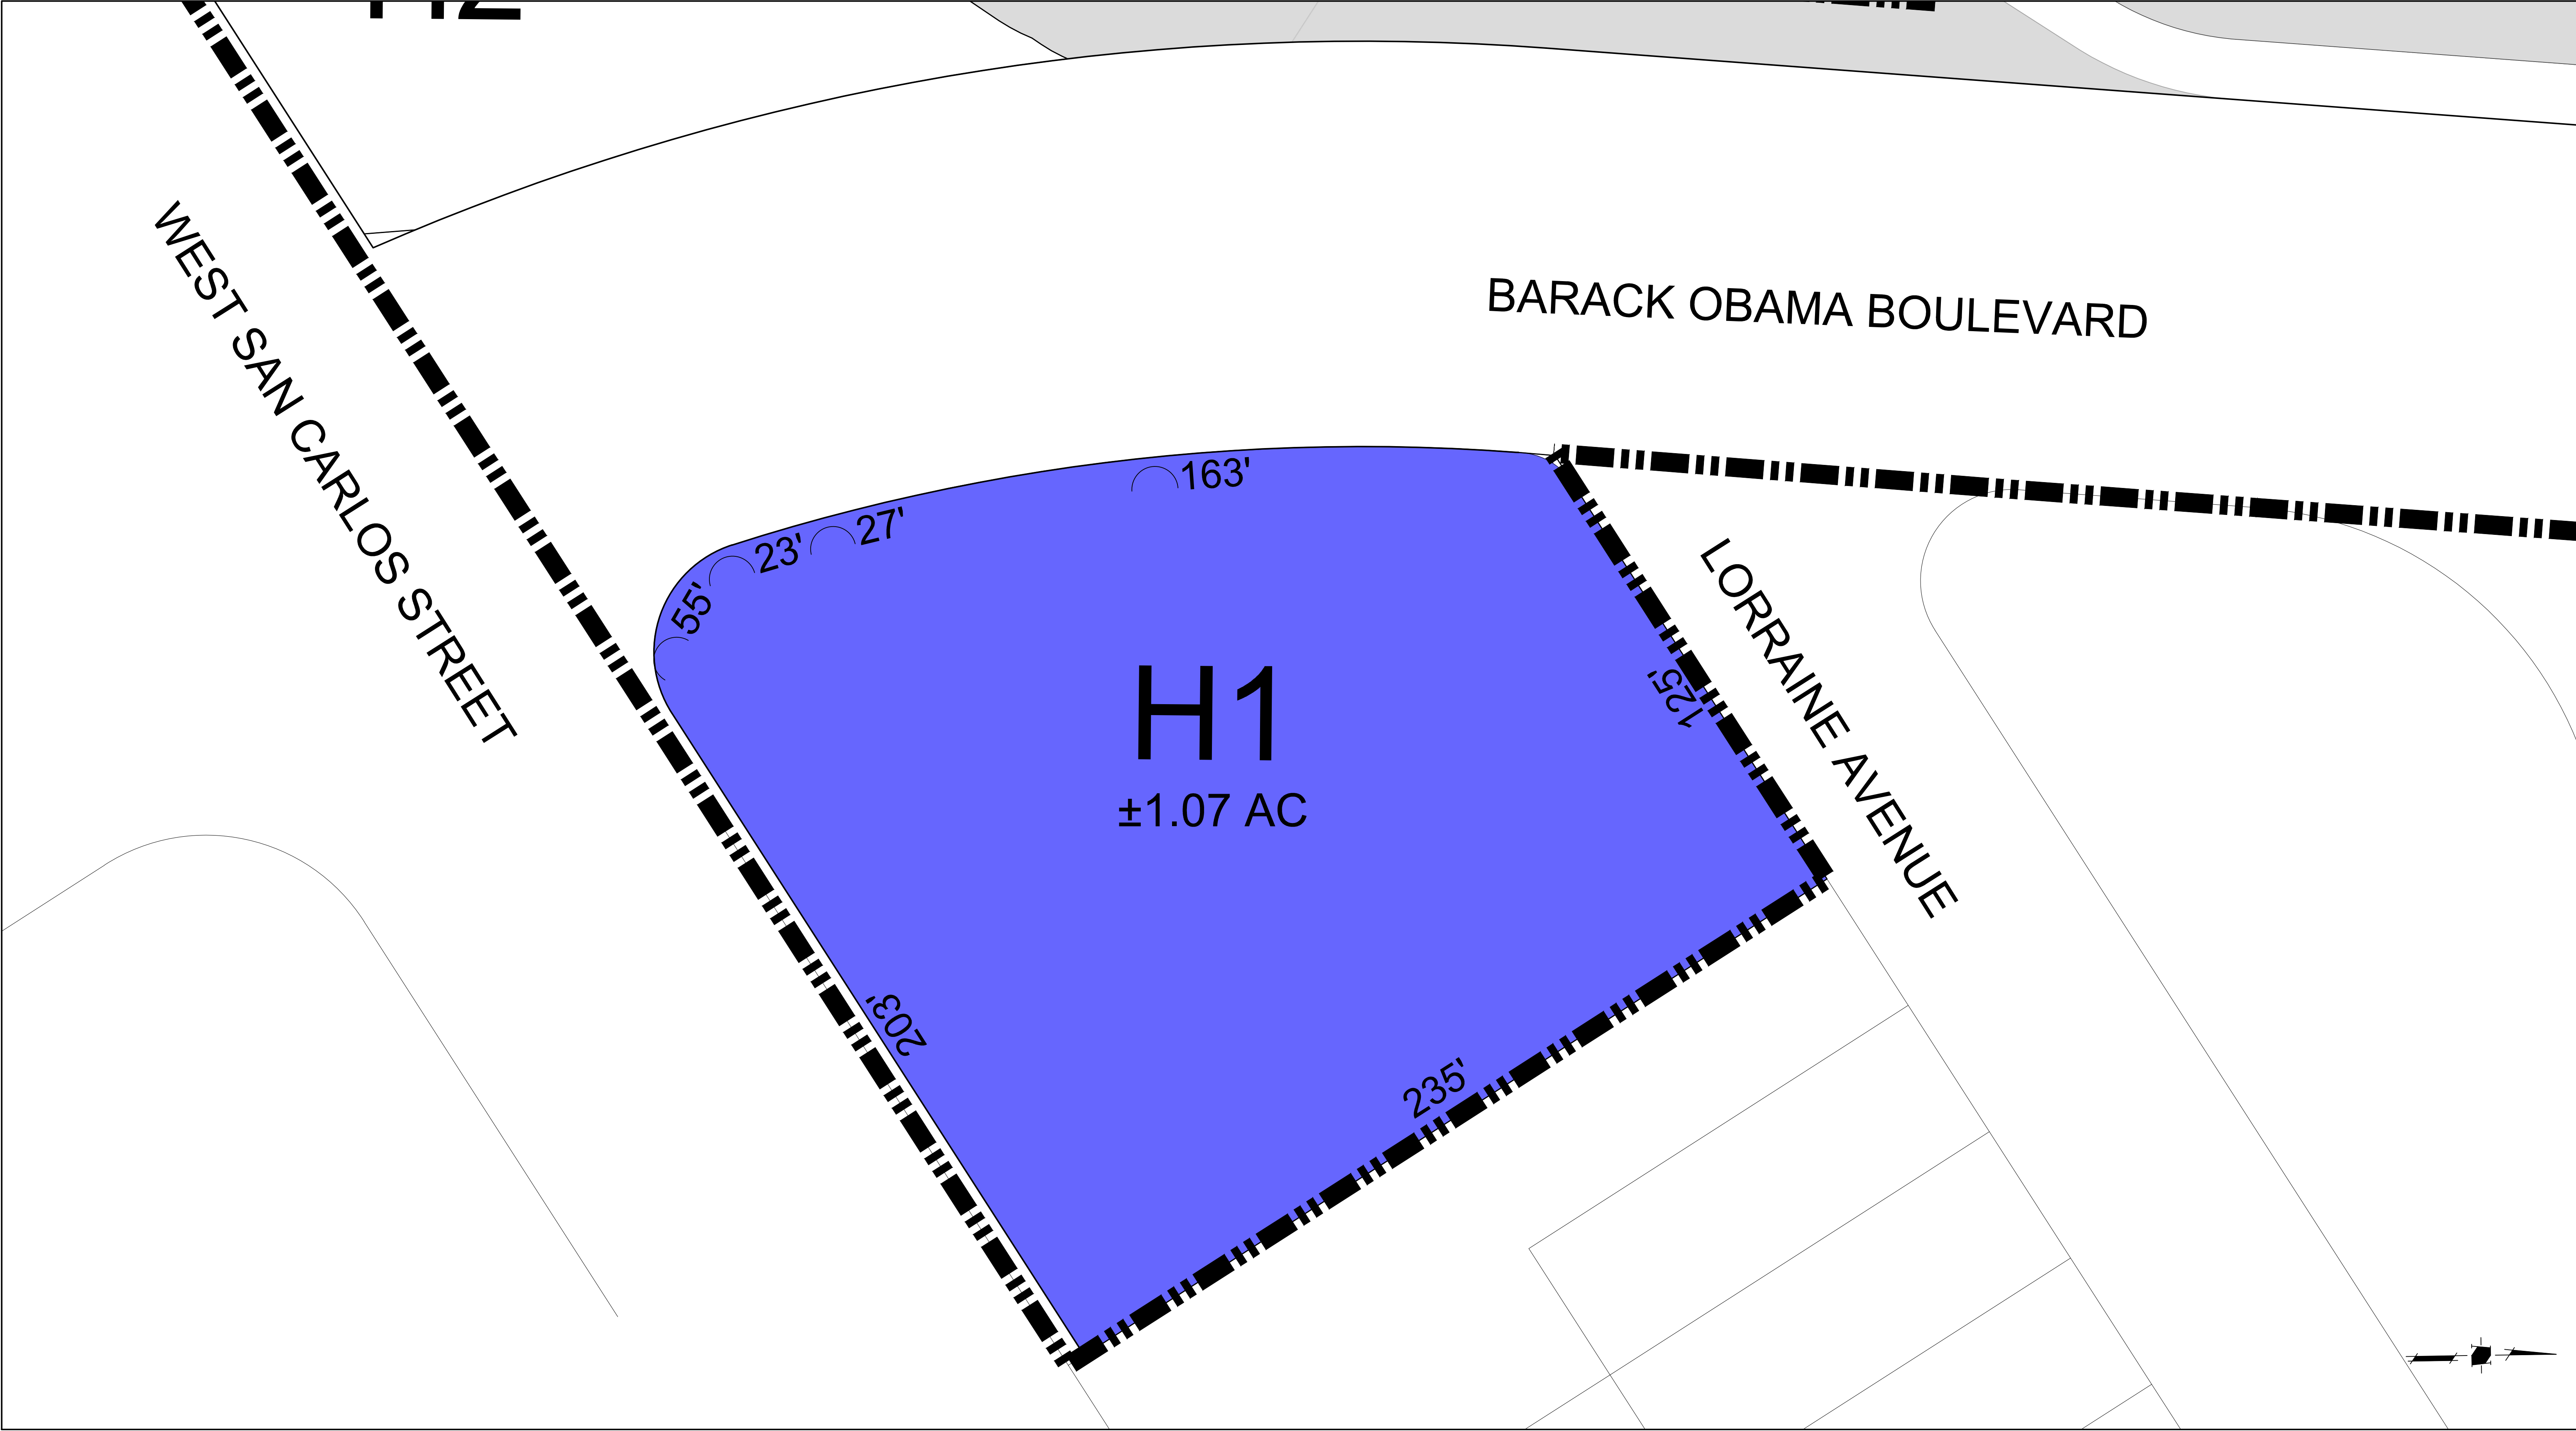 WEST SAN CARLOS STREET
BARACK OBAMA BOULEVARD
163'
27'
23'
55'
LORRAINE AVENUE
125'
H1
±1.07 AC
203'
235'